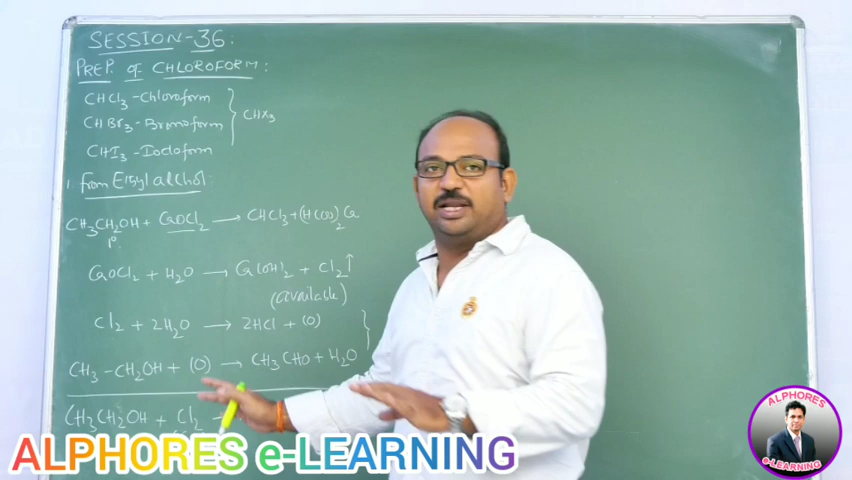 SESSION-36:
PREP. of CHLOROFORM:
CHCl3 - Chloroform
CHBr3 - Bromoform
CHI3 - Iodoform
CHX3
1. from Ethyl alcohol:
CH3CH2OH + CaOCl2 → CHCl3 + (HCOO)2Ca
1°
CaOCl2 + H2O → Ca(OH)2 + Cl2↑
(available)
Cl2 + 2H2O → 2HCl + (O)
CH3 - CH2OH + (O) → CH3CHO + H2O
CH3CH2OH + Cl2 →
ALPHORES e-LEARNING
ALPHORES
e-LEARNING